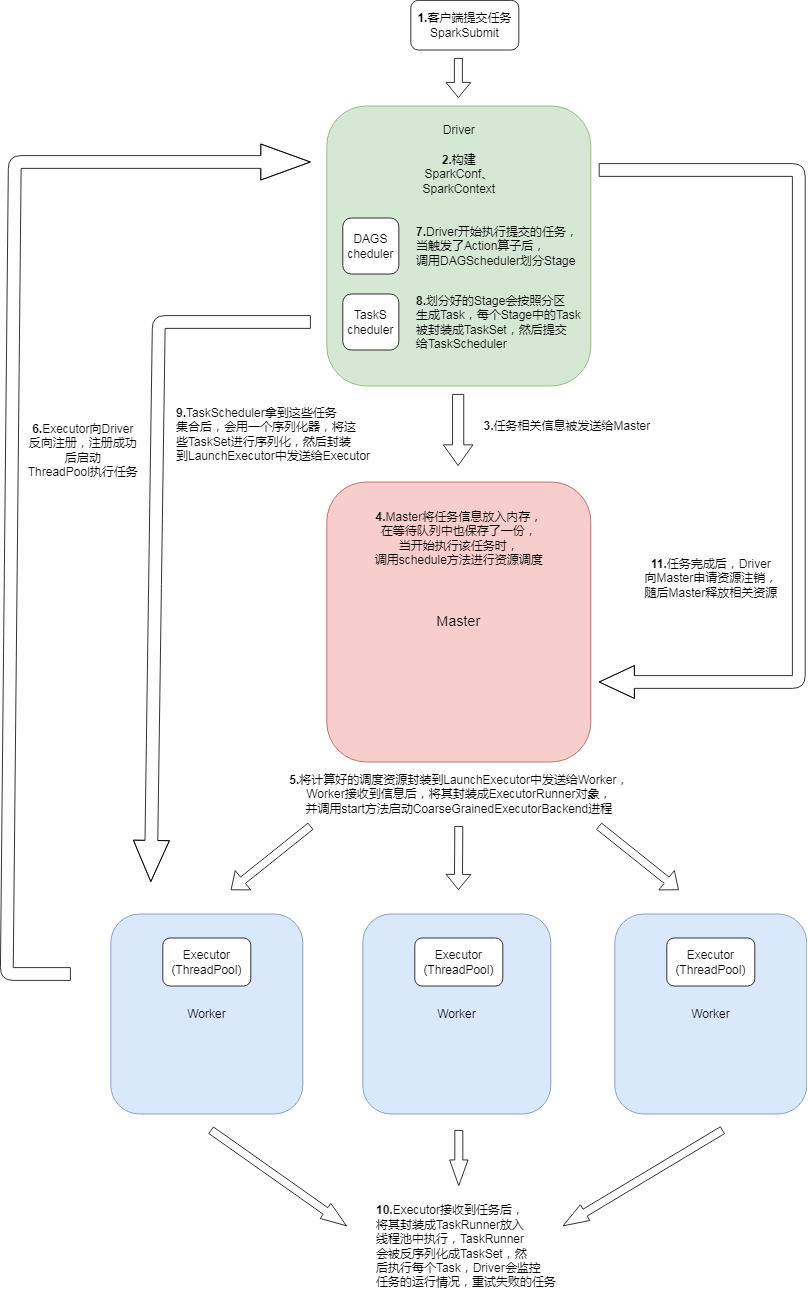 1.客户端提交任务
SparkSubmit
Driver
2.构建
SparkConf、
SparkContext
DAGS
cheduler
7.Driver开始执行提交的任务，
当触发了Action算子后，
调用DAGScheduler划分Stage
TaskS
cheduler
8.划分好的Stage会按照分区
生成Task，每个Stage中的Task
被封装成TaskSet，然后提交
给TaskScheduler
6.Executor向Driver
反向注册，注册成功
后启动
ThreadPool执行任务
9.TaskScheduler拿到这些任务
集合后，会用一个序列化器，将这
些TaskSet进行序列化，然后封装
到LaunchExecutor中发送给Executor
3.任务相关信息被发送给Master
4.Master将任务信息放入内存，
在等待队列中也保存了一份，
当开始执行该任务时，
调用schedule方法进行资源调度
Master
11.任务完成后，Driver
向Master申请资源注销，
随后Master释放相关资源
5.将计算好的调度资源封装到LaunchExecutor中发送给Worker，
Worker接收到信息后，将其封装成ExecutorRunner对象，
并调用start方法启动CoarseGrainedExecutorBackend进程
Executor
(ThreadPool)
Worker
Executor
(ThreadPool)
Worker
Executor
(ThreadPool)
Worker
10.Executor接收到任务后，
将其封装成TaskRunner放入
线程池中执行，TaskRunner
会被反序列化成TaskSet，然
后执行每个Task，Driver会监控
任务的运行情况，重试失败的任务